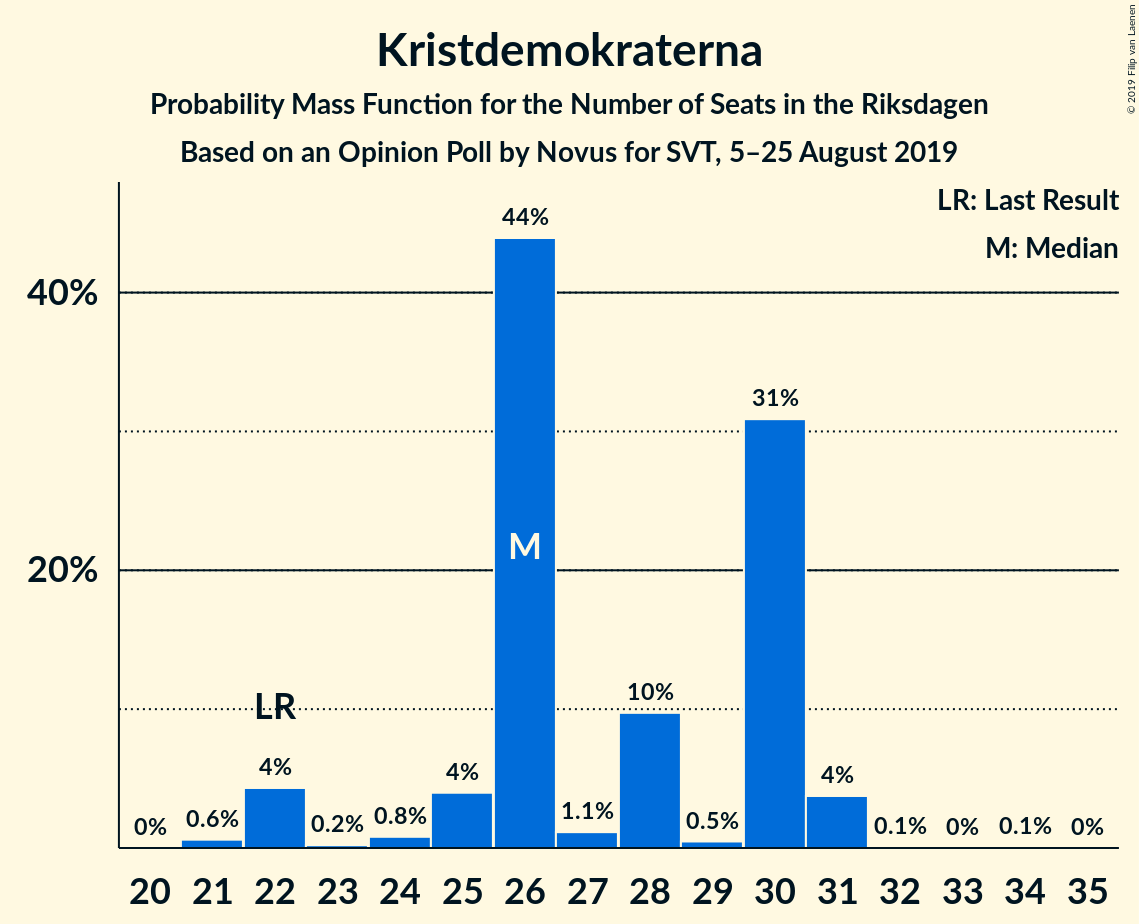 Kristdemokraterna
Probability Mass Function for the Number of Seats in the Riksdagen
Based on an Opinion Poll by Novus for SVT, 5–25 August 2019
© 2019 Filip van Laenen
LR: Last Result
M: Median
40%
20%
0%
0.6%
LR
4%
0.2%
0.8%
4%
44%
M
1.1%
10%
0.5%
31%
4%
0.1%
0%
0.1%
0%
20 21 22 23 24 25 26 27 28 29 30 31 32 33 34 35